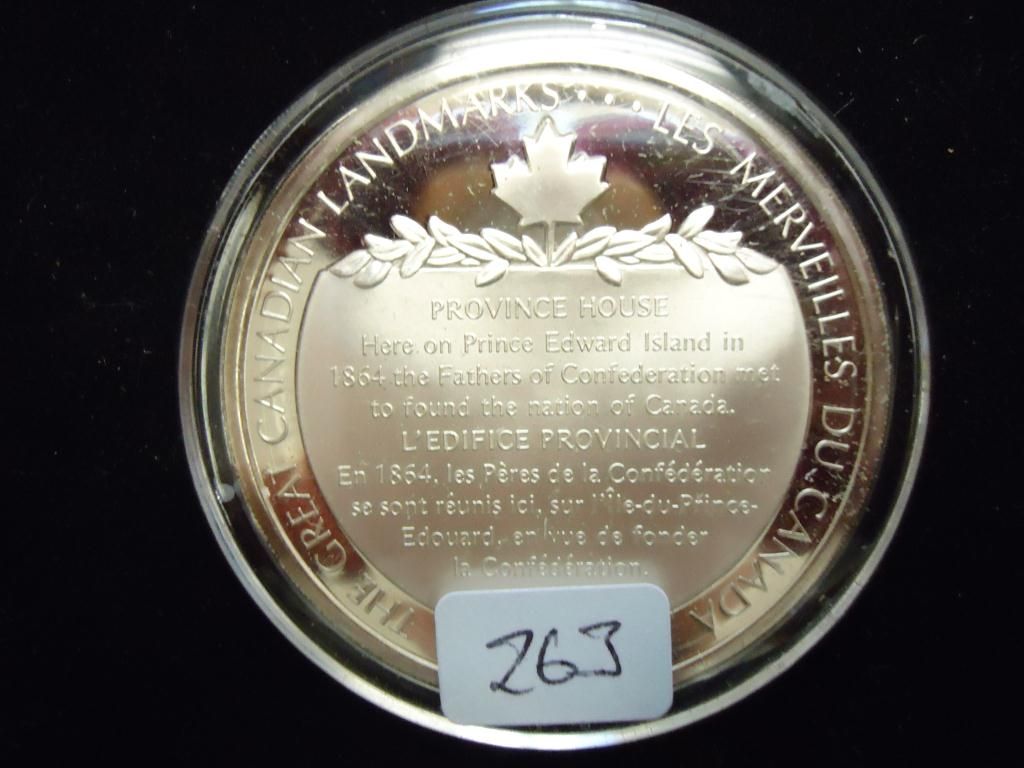 THE GREAT CANADIAN LANDMARKS . . . LES MERVEILLES DU CANADA
PROVINCE HOUSE
Here on Prince Edward Island in
1864 the Fathers of Confederation met
to found the nation of Canada.
L'EDIFICE PROVINCIAL
En 1864, les Pères de la Confédération
se sont réunis ici, sur l'Île-du-Prince-
Edouard, en vue de fonder
la Confédération.
263